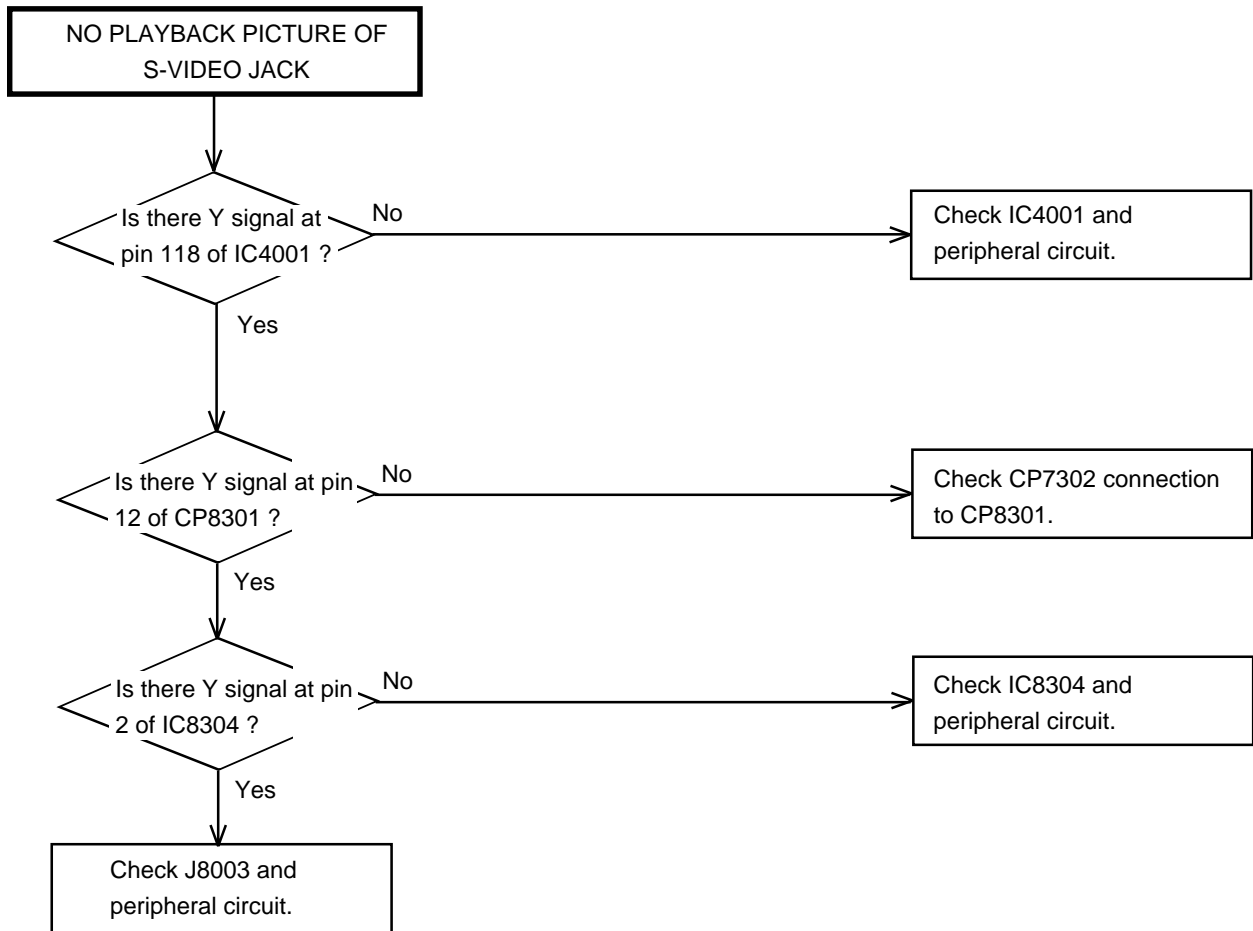 NO PLAYBACK PICTURE OF
S-VIDEO JACK
Is there Y signal at
pin 118 of IC4001 ?
No
Check IC4001 and
peripheral circuit.
Yes
Is there Y signal at pin
12 of CP8301 ?
No
Check CP7302 connection
to CP8301.
Yes
Is there Y signal at pin
2 of IC8304 ?
No
Check IC8304 and
peripheral circuit.
Yes
Check J8003 and
peripheral circuit.